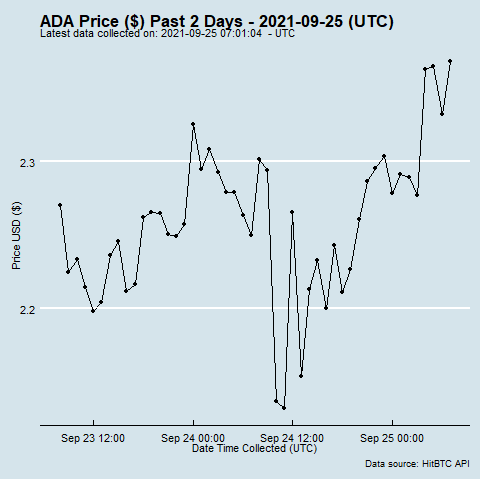 ADA Price ($) Past 2 Days - 2021-09-25 (UTC)
Latest data collected on: 2021-09-25 07:01:04  - UTC
2.3
Price USD ($)
2.2
Sep 23 12:00 Sep 24 00:00 Sep 24 12:00 Sep 25 00:00
Date Time Collected (UTC)
Data source: HitBTC API